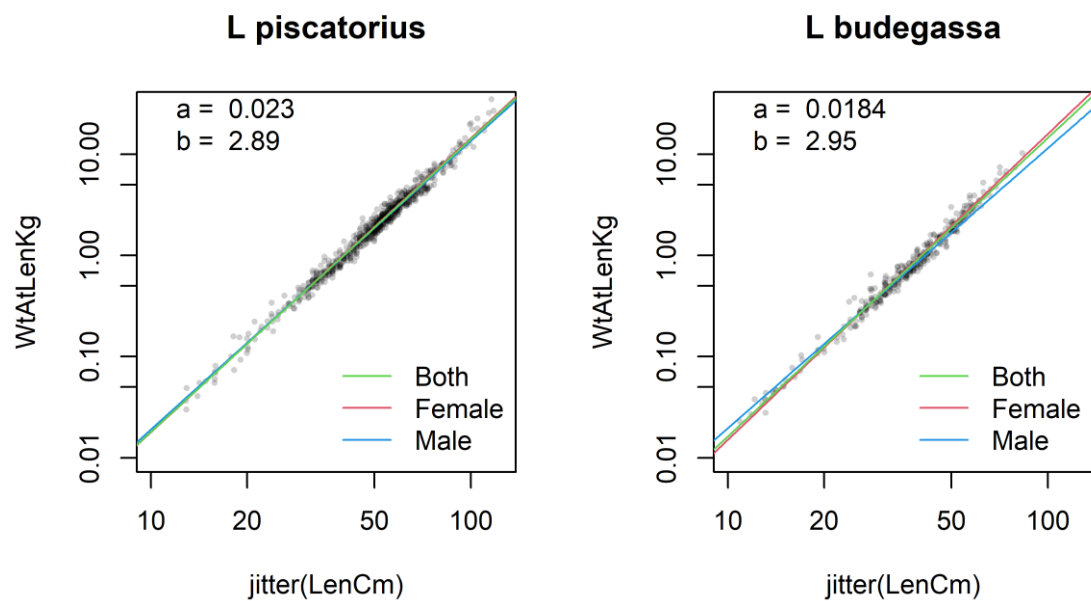 L piscatorius
a = 0.023
b = 2.89
WtAtLenKg
10.00
1.00
0.10
0.01
Both
Female
Male
10 20 50 100
jitter(LenCm)
L budegassa
a = 0.0184
b = 2.95
WtAtLenKg
10.00
1.00
0.10
0.01
Both
Female
Male
10 20 50 100
jitter(LenCm)